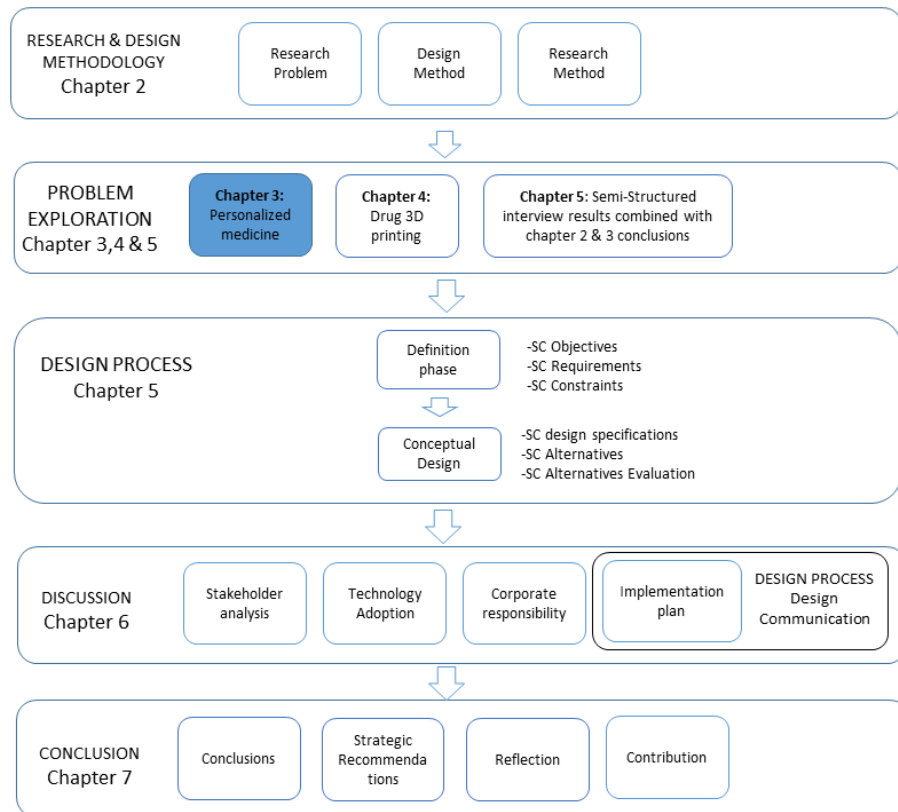 RESEARCH & DESIGN
METHODOLOGY
Chapter 2
Research
Problem
Design
Method
Research
Method
PROBLEM
EXPLORATION
Chapter 3,4 & 5
Chapter 3:
Personalized
medicine
Chapter 4:
Drug 3D
printing
Chapter 5: Semi-Structured
interview results combined with
chapter 2 & 3 conclusions
DESIGN PROCESS
Chapter 5
Definition
phase
-SC Objectives
-SC Requirements
-SC Constraints
Conceptual
Design
-SC design specifications
-SC Alternatives
-SC Alternatives Evaluation
DISCUSSION
Chapter 6
Stakeholder
analysis
Technology
Adoption
Corporate
responsibility
Implementation
plan
DESIGN PROCESS
Design
Communication
CONCLUSION
Chapter 7
Conclusions
Strategic
Recommenda
tions
Reflection
Contribution